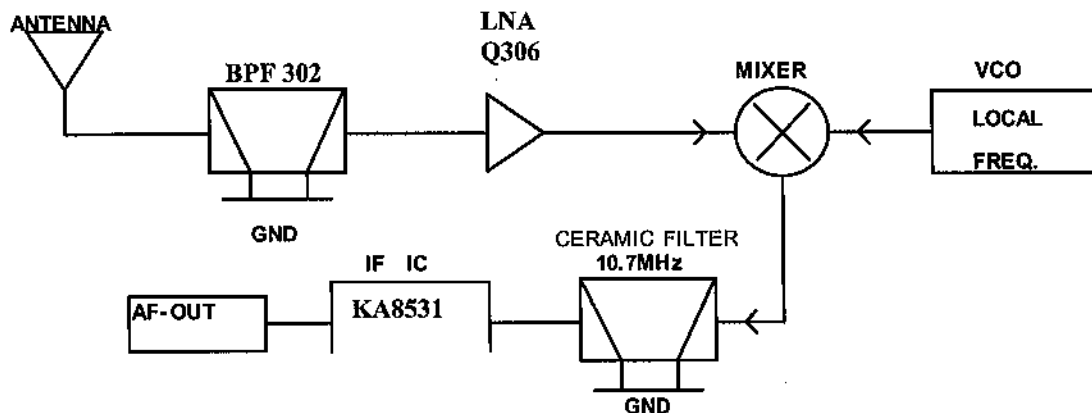 ANTENNA
BPF 302
GND
LNA
Q306
MIXER
VCO
LOCAL
FREQ.
CERAMIC FILTER
10.7MHz
GND
IF IC
KA8531
AF-OUT